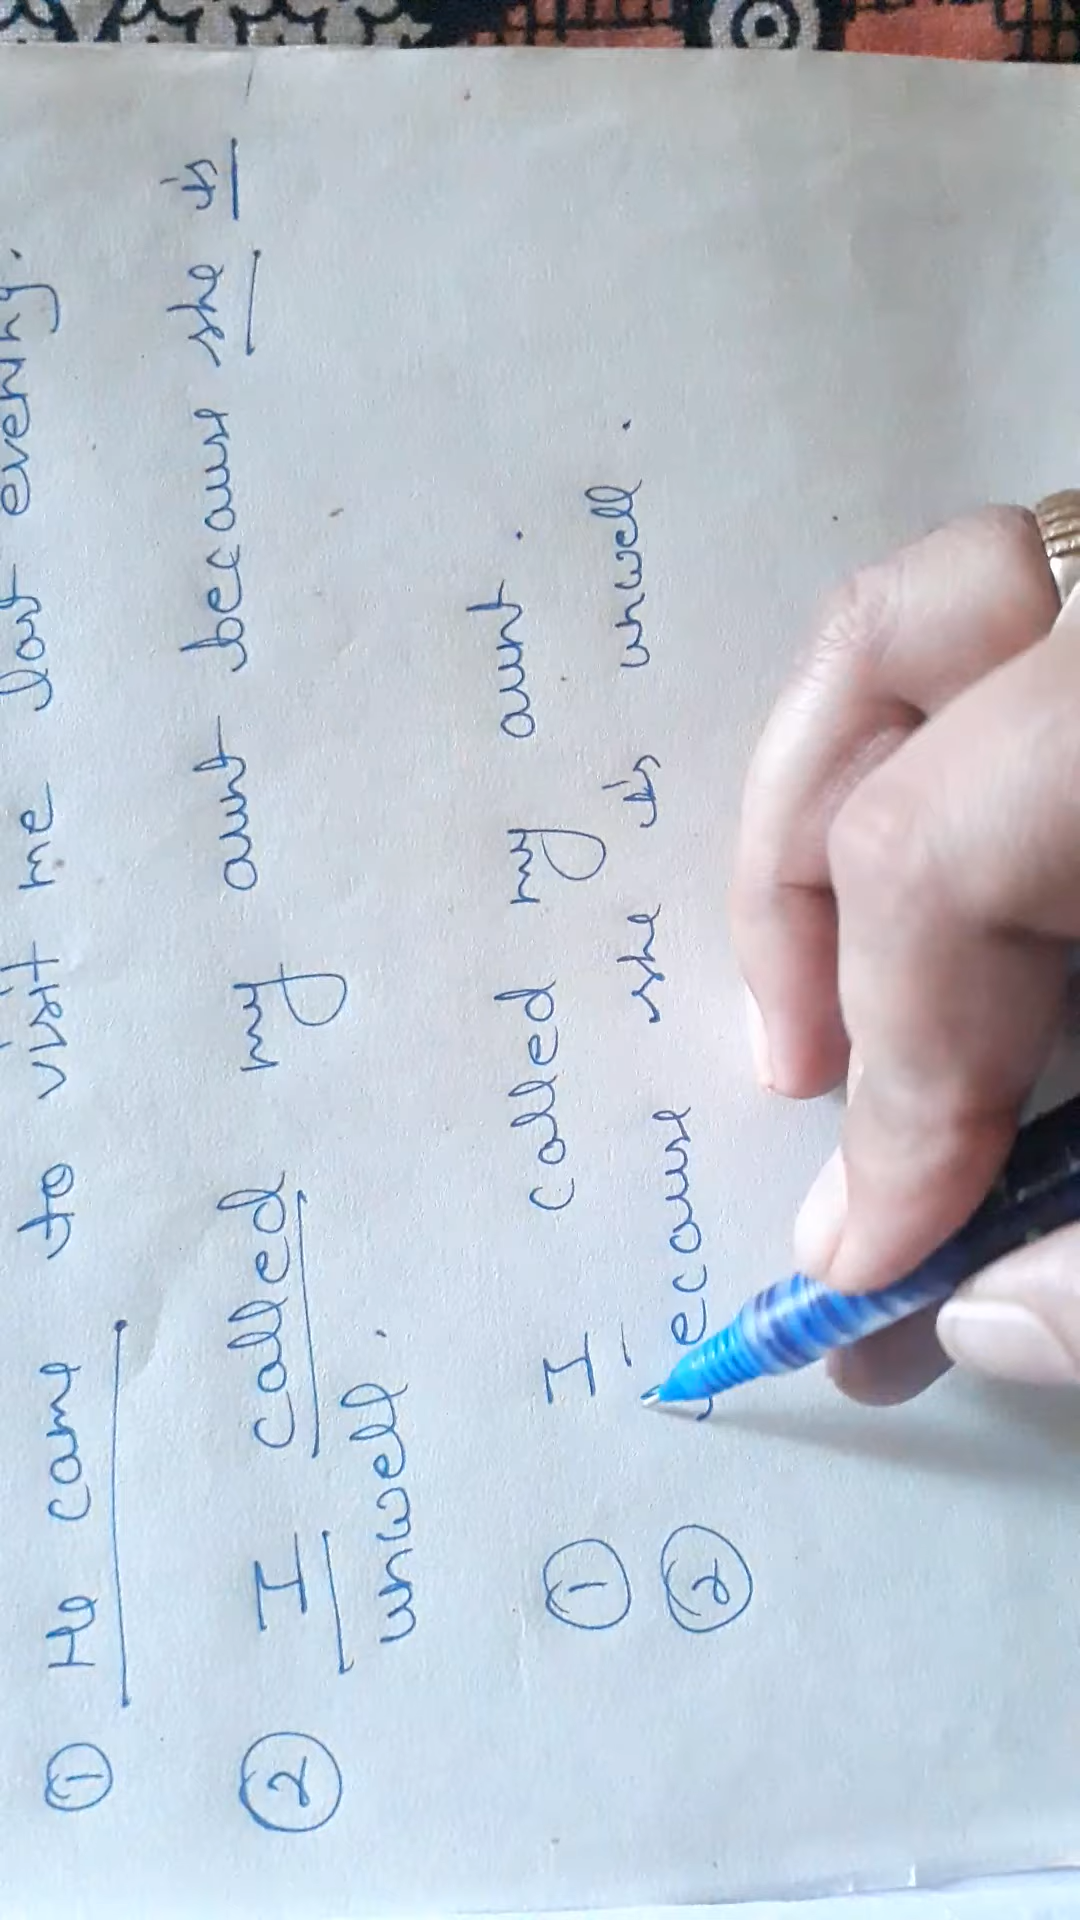 ① He came to visit me last evening.
② I called my aunt because she is
unwell.
① I called my aunt.
② because she is unwell.